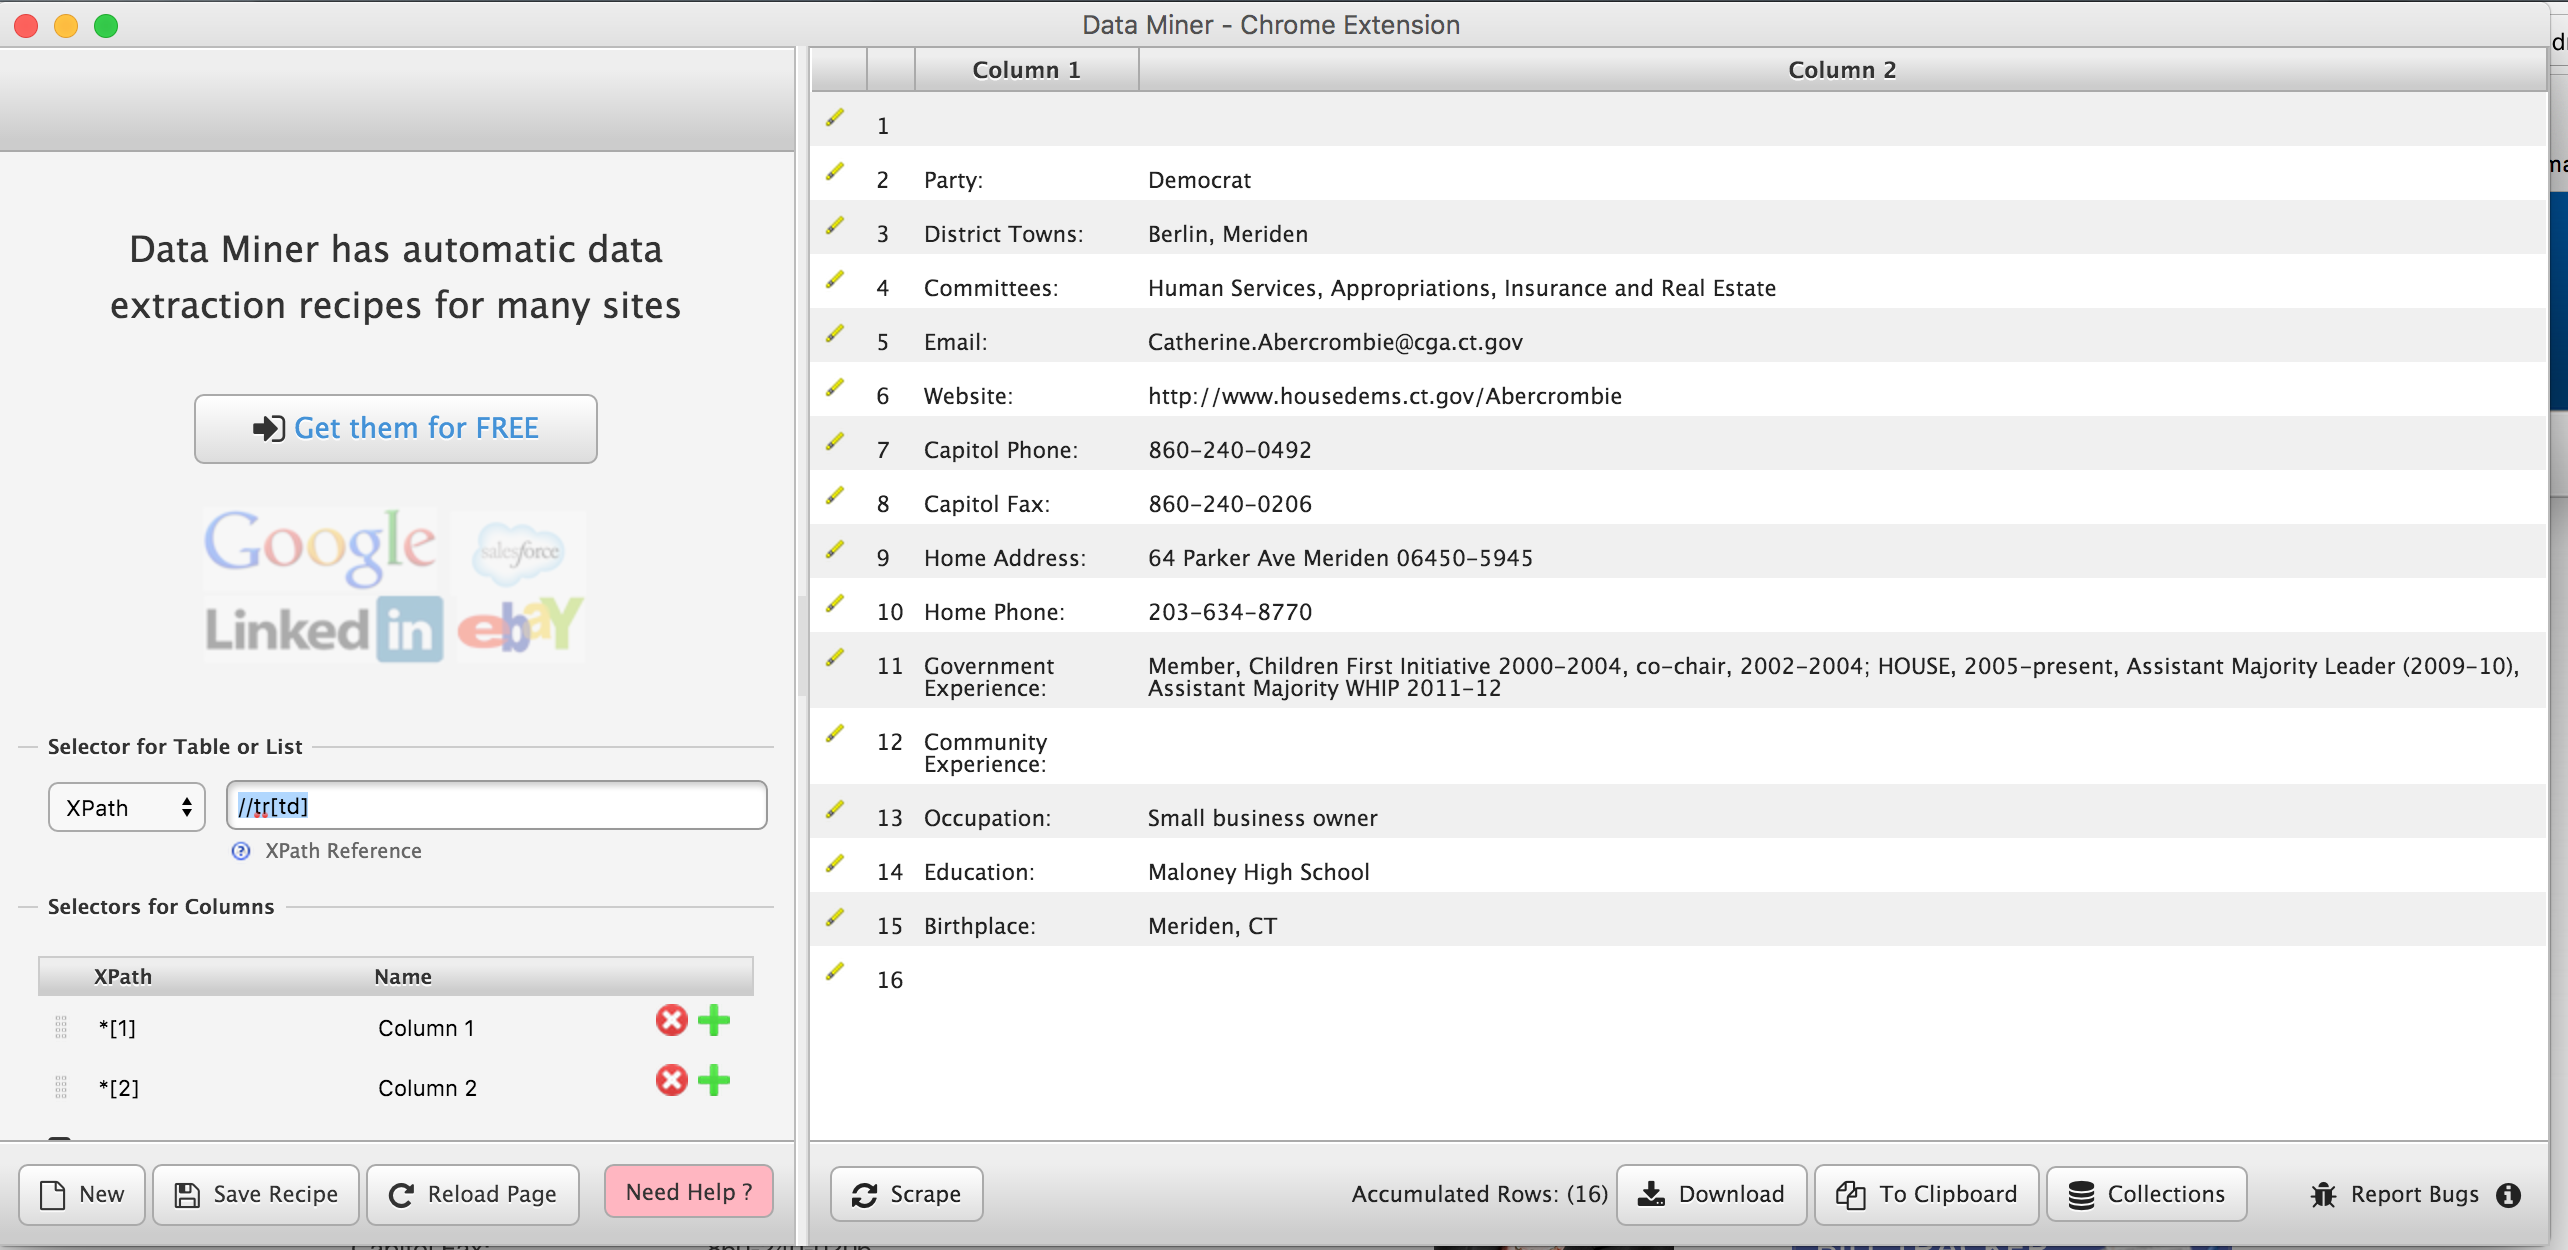 Data Miner - Chrome Extension
Data Miner has automatic data
extraction recipes for many sites
Get them for FREE
Google
salesforce
Linked in
ebay
Selector for Table or List
XPath
//tr[td]
XPath Reference
Selectors for Columns
XPath Name
*[1] Column 1
*[2] Column 2
New
Save Recipe
Reload Page
Need Help ?
Column 1 Column 2
1
2 Party: Democrat
3 District Towns: Berlin, Meriden
4 Committees: Human Services, Appropriations, Insurance and Real Estate
5 Email: Catherine.Abercrombie@cga.ct.gov
6 Website: http://www.housedems.ct.gov/Abercrombie
7 Capitol Phone: 860-240-0492
8 Capitol Fax: 860-240-0206
9 Home Address: 64 Parker Ave Meriden 06450-5945
10 Home Phone: 203-634-8770
11 Government Member, Children First Initiative 2000-2004, co-chair, 2002-2004; HOUSE, 2005-present, Assistant Majority Leader (2009-10),
Experience: Assistant Majority WHIP 2011-12
12 Community
Experience:
13 Occupation: Small business owner
14 Education: Maloney High School
15 Birthplace: Meriden, CT
16
Scrape
Accumulated Rows: (16)
Download
To Clipboard
Collections
Report Bugs